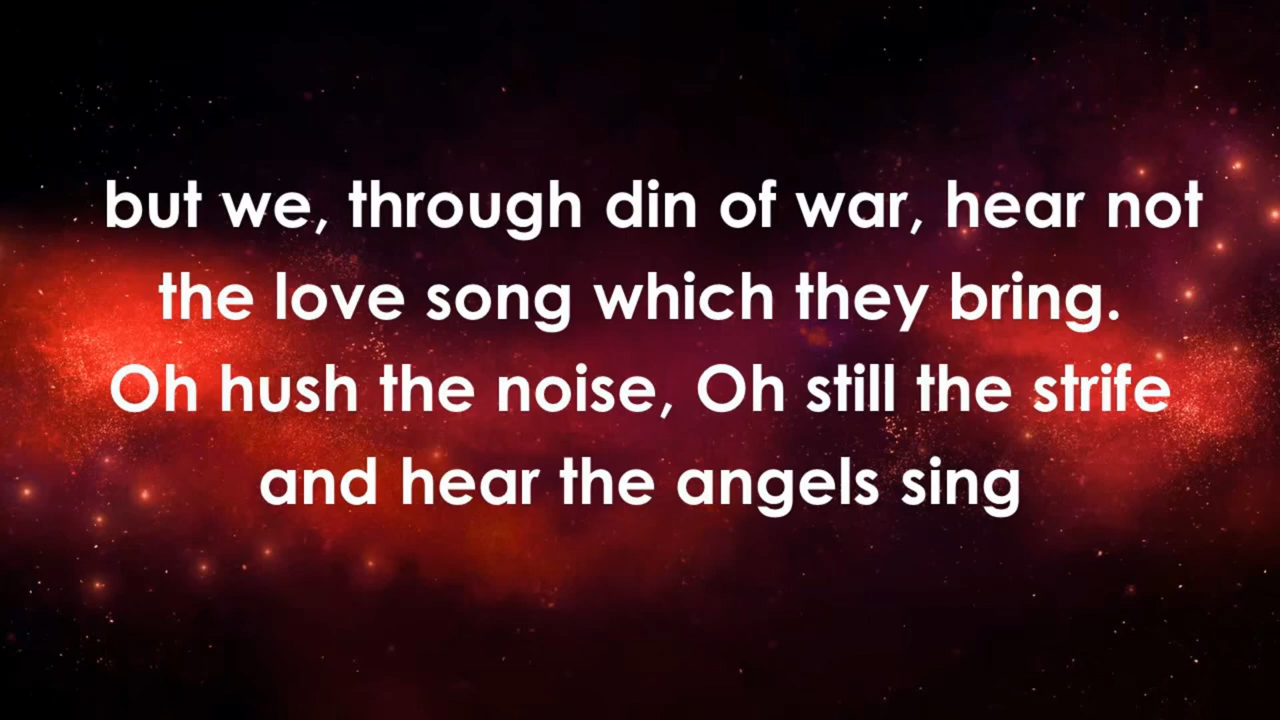 but we, through din of war, hear not
the love song which they bring.
Oh hush the noise, Oh still the strife
and hear the angels sing